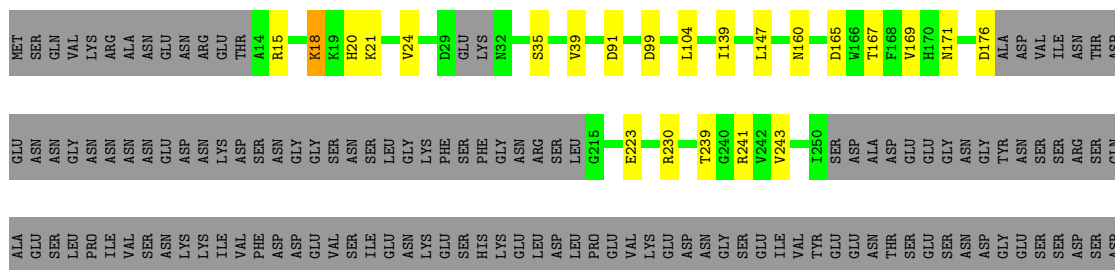 MET SER GLN VAL LYS ARG ALA ASN GLU ASN ARG GLU THR A14 R15 K18 K19 H20 K21 V24 D29 GLU LYS N32 S35 V39 D91 D99 L104 I139 L147 N160 D165 W166 T167 F168 V169 H170 N171 D176 ALA ASP VAL ILE ASN THR ASP
GLU ASN ASN GLY ASN ASN ASN ASN GLU ASP ASN LYS ASP SER ASN GLY GLY SER ASN SER LEU GLY LYS PHE SER PHE GLY ASN ARG SER LEU G215 E223 R230 T239 G240 R241 V242 V243 I250 SER ASP ALA ASP GLU GLU GLY ASN GLY TYR ASN SER SER ARG SER GLN
ALA GLU SER LEU PRO ILE VAL SER ASN LYS LYS ILE VAL PHE ASP ASP GLU VAL SER ILE GLU ASN LYS GLU SER HIS LYS GLU LEU ASP LEU PRO GLU VAL LYS GLU ASP ASN GLY SER GLU ILE VAL TYR GLU GLU ASN THR SER GLU SER ASN ASP GLY GLU SER SER ASP SER ASP